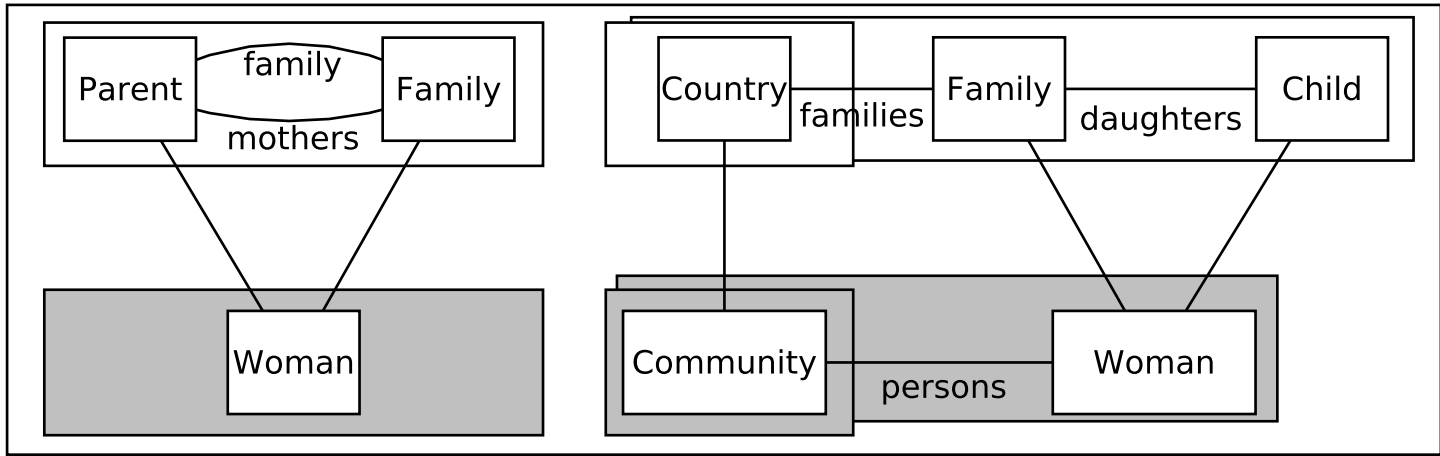 family
Parent
Family
mothers
Woman
Country
families
Family
daughters
Child
Community
persons
Woman